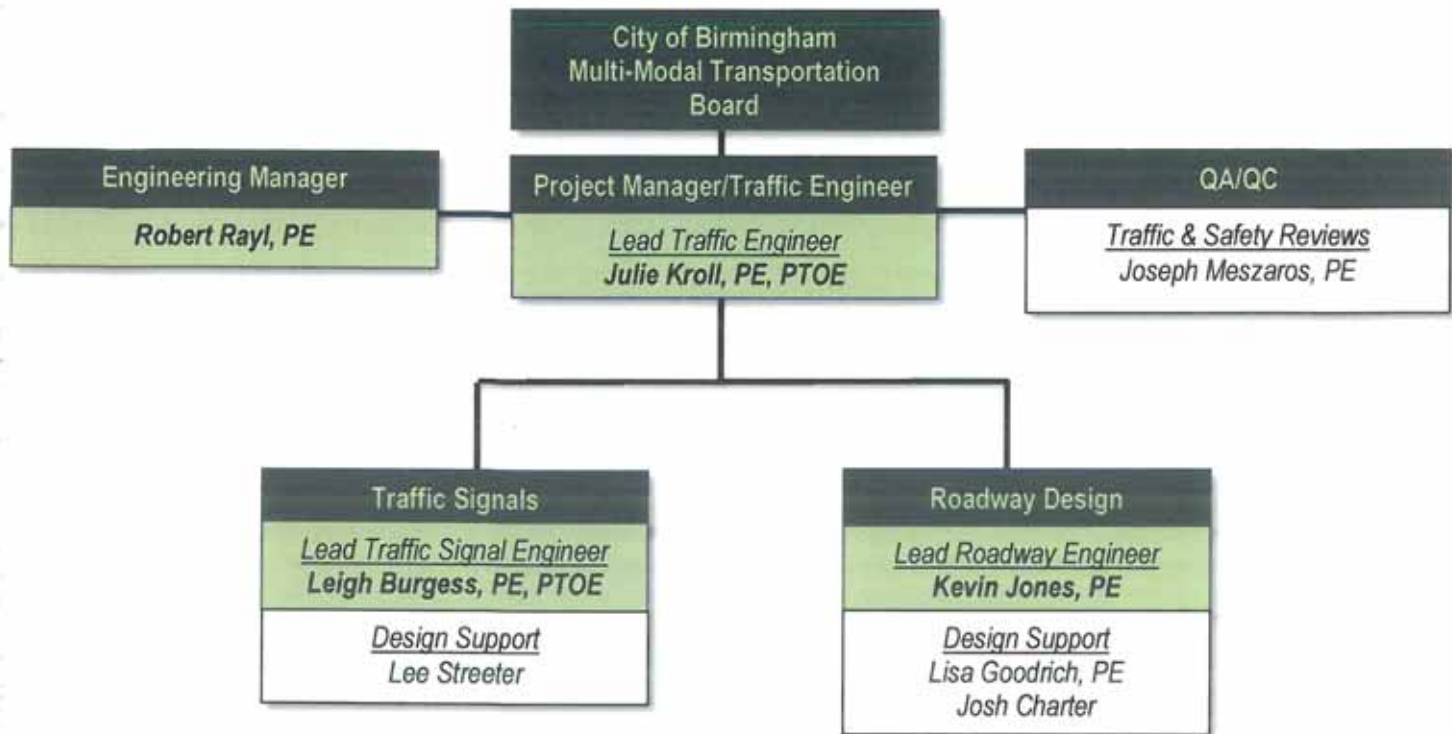 City of Birmingham
Multi-Modal Transportation
Board
Engineering Manager
Robert Rayl, PE
Project Manager/Traffic Engineer
Lead Traffic Engineer
Julie Kroll, PE, PTOE
QA/QC
Traffic & Safety Reviews
Joseph Meszaros, PE
Traffic Signals
Lead Traffic Signal Engineer
Leigh Burgess, PE, PTOE
Design Support
Lee Streeter
Roadway Design
Lead Roadway Engineer
Kevin Jones, PE
Design Support
Lisa Goodrich, PE
Josh Charter